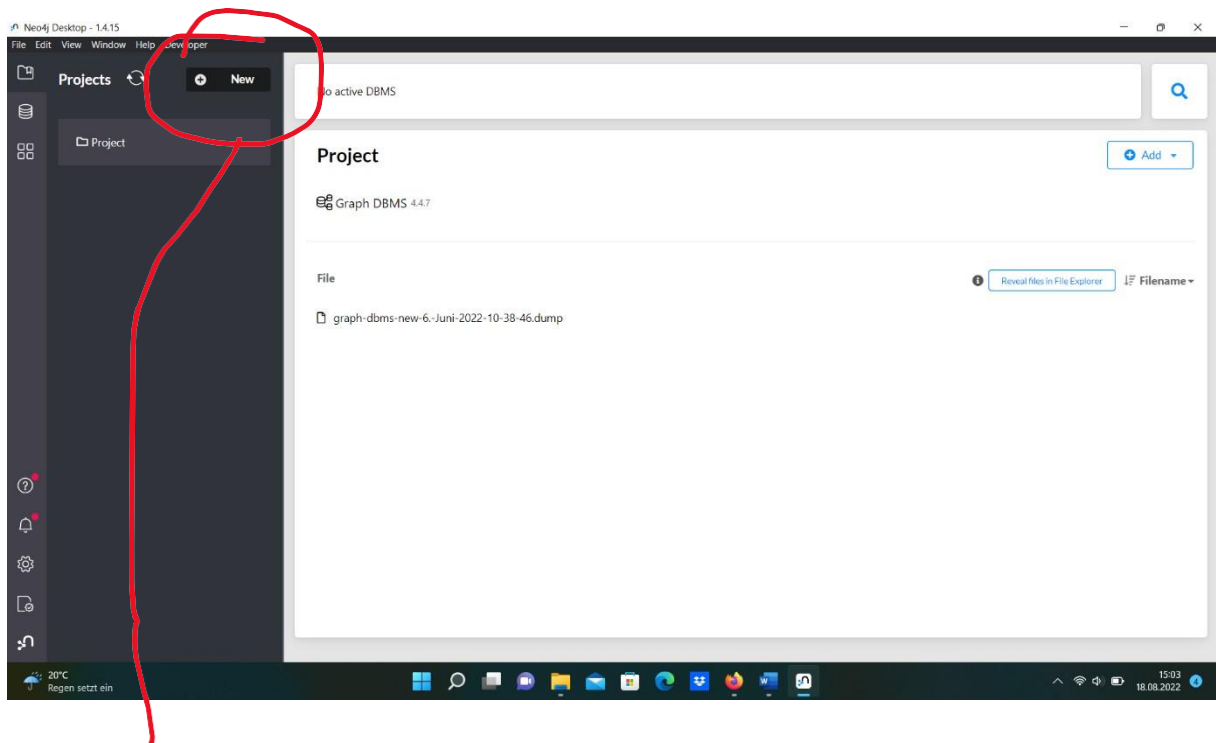 Neo4j Desktop - 1.4.15
File Edit View Window Help Developer
Projects
New
No active DBMS
Project
Project
Add
Graph DBMS 4.4.7
File
Reveal files in File Explorer
Filename
graph-dbms-new-6.-Juni-2022-10-38-46.dump
20°C
Regen setzt ein
15:03
18.08.2022
4